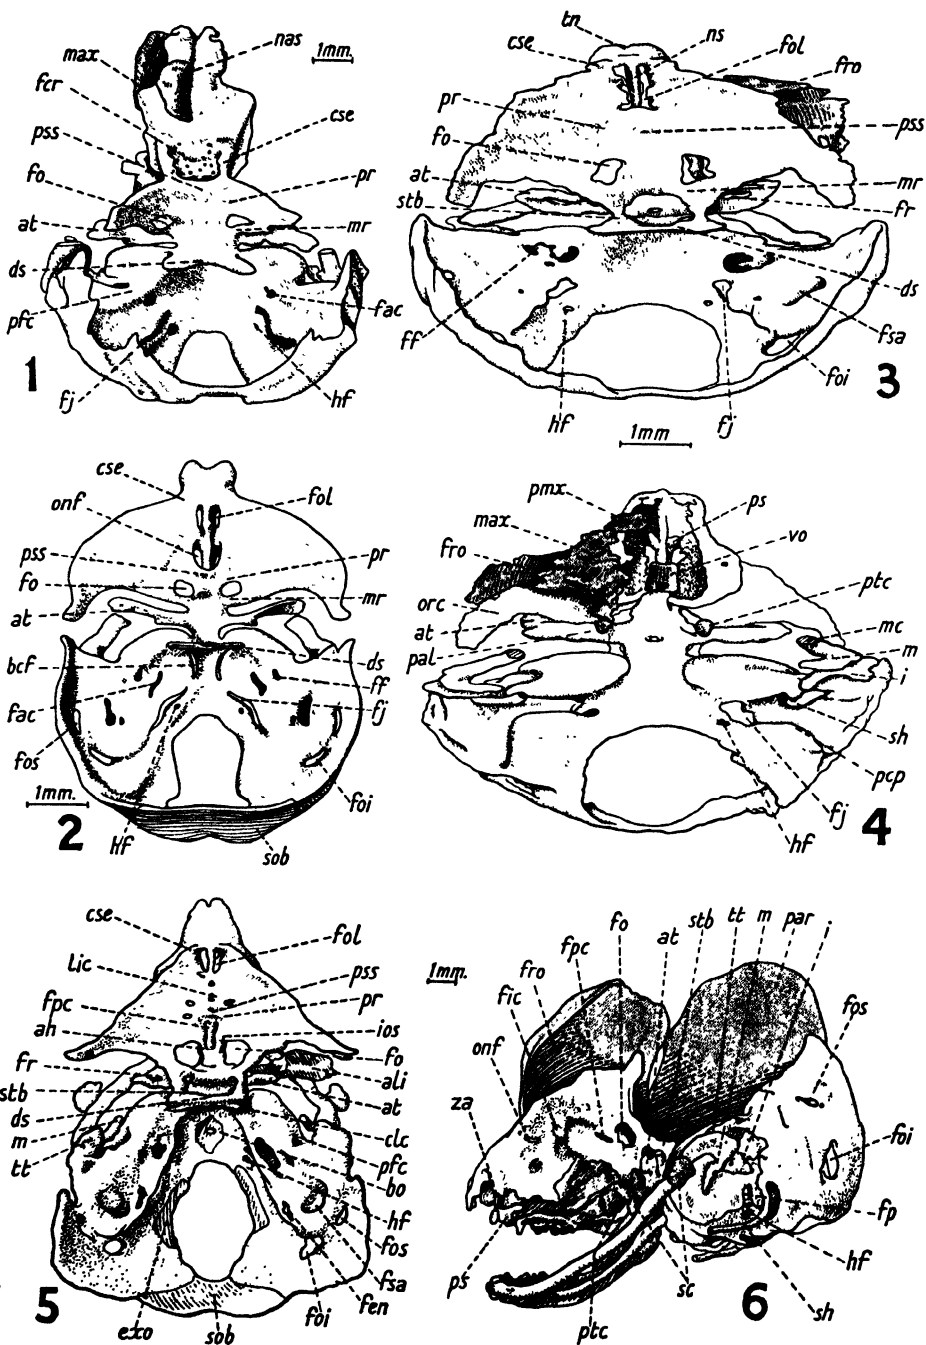 max
nas
1mm.
fcr
cse
pss
fo
pr
at
mr
ds
pfc
fac
1
fj
hf
tn
cse
ns
fol
fro
pr
pss
fo
at
mr
stb
fr
ds
ff
fsa
foi
3
hf
fj
1mm
cse
onf
fol
pss
pr
fo
mr
at
bcf
ds
ff
fac
fj
fos
foi
1mm.
2
hf
sob
pmx
ps
max
vo
fro
ptc
orc
at
mc
pal
m
i
sh
pcp
4
fj
hf
cse
fol
lic
pss
fpc
pr
ah
ios
fr
fo
ali
stb
at
ds
m
clc
tt
pfc
bo
hf
fos
fsa
5
fen
foi
exo
sob
1mm.
fo
at
stb
tt
m
par
i
fpc
fro
fic
fos
onf
za
foi
fp
ps
hf
sc
6
sh
ptc